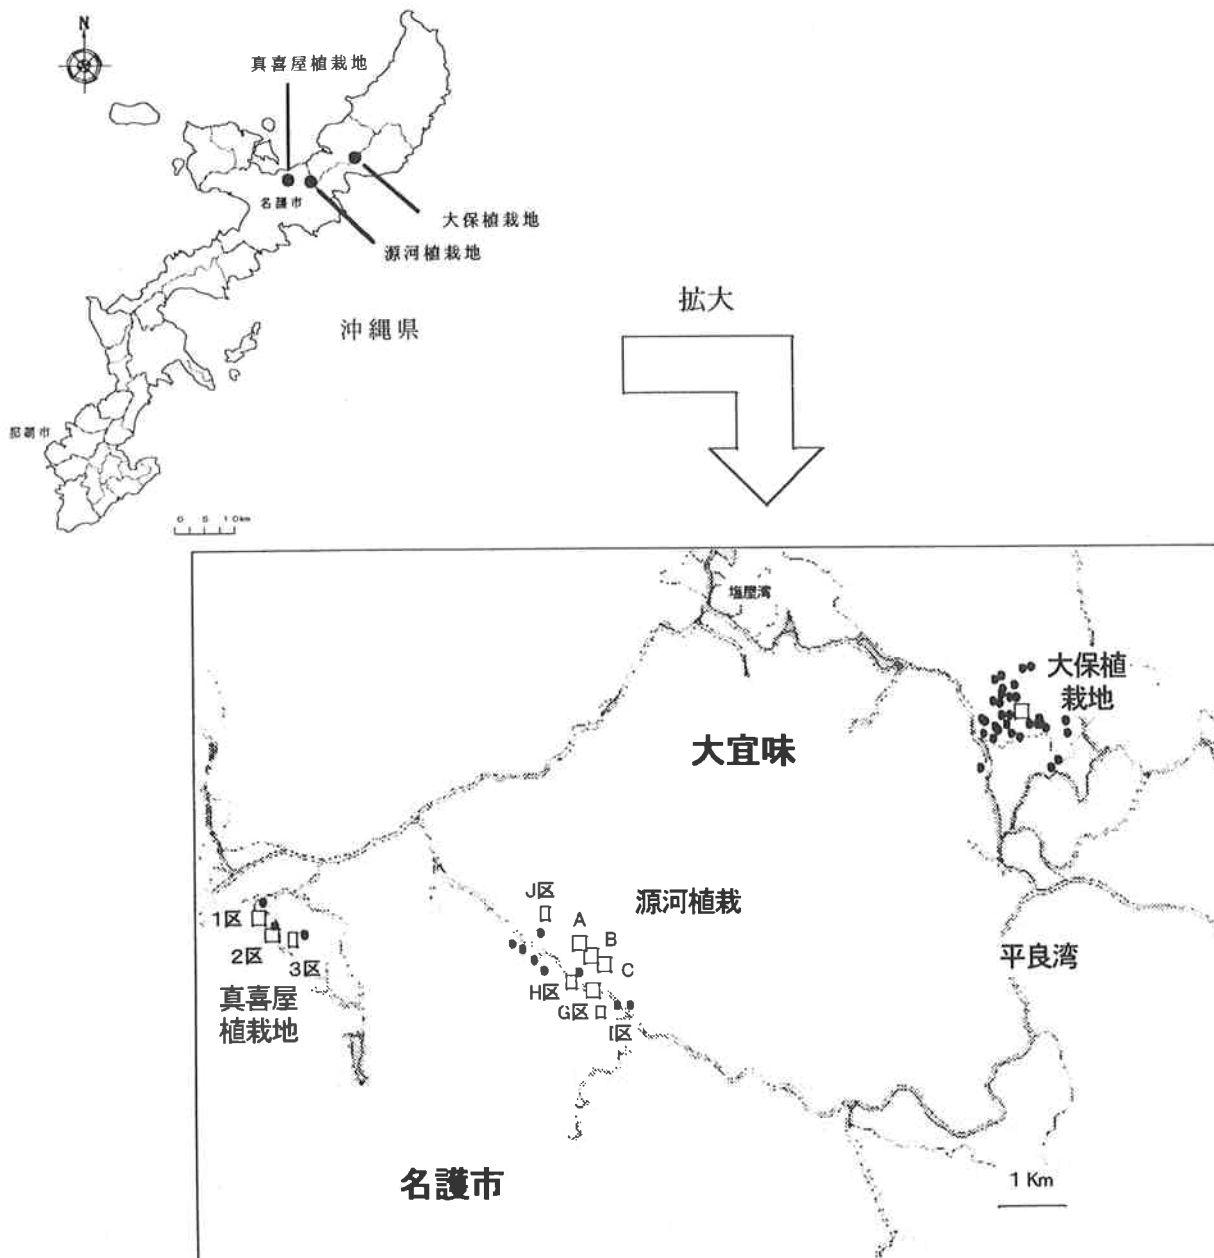 N
真喜屋植栽地
名護市
大保植栽地
源河植栽地
沖縄県
拡大
那覇市
0 5 10km
塩屋湾
大保植
栽地
大宜味
J区
源河植栽
A
B
C
1区
2区
3区
H区
G区
I区
平良湾
真喜屋
植栽地
名護市
1 Km